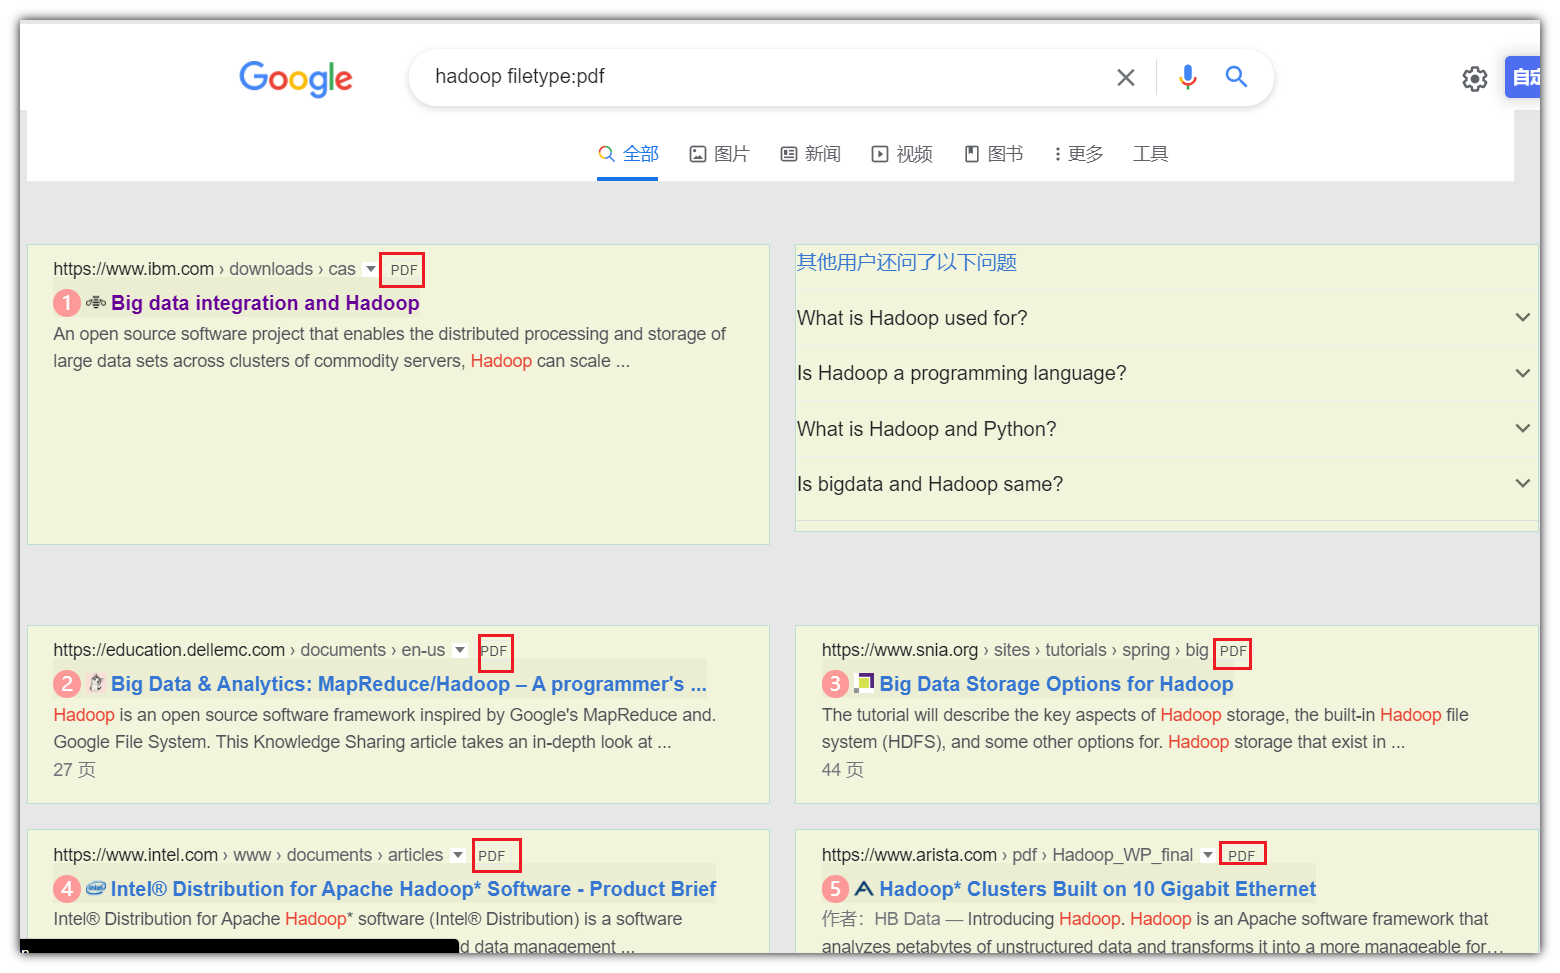 Google
hadoop filetype:pdf
自定
全部 图片 新闻 视频 图书 更多 工具
https://www.ibm.com › downloads › cas PDF
1 Big data integration and Hadoop
An open source software project that enables the distributed processing and storage of
large data sets across clusters of commodity servers, Hadoop can scale ...
其他用户还问了以下问题
What is Hadoop used for?
Is Hadoop a programming language?
What is Hadoop and Python?
Is bigdata and Hadoop same?
https://education.dellemc.com › documents › en-us PDF
2 Big Data & Analytics: MapReduce/Hadoop – A programmer's ...
Hadoop is an open source software framework inspired by Google's MapReduce and.
Google File System. This Knowledge Sharing article takes an in-depth look at ...
27 页
https://www.snia.org › sites › tutorials › spring › big PDF
3 Big Data Storage Options for Hadoop
The tutorial will describe the key aspects of Hadoop storage, the built-in Hadoop file
system (HDFS), and some other options for. Hadoop storage that exist in ...
44 页
https://www.intel.com › www › documents › articles PDF
4 Intel® Distribution for Apache Hadoop* Software - Product Brief
Intel® Distribution for Apache Hadoop* software (Intel® Distribution) is a software
d data management ...
https://www.arista.com › pdf › Hadoop_WP_final PDF
5 Hadoop* Clusters Built on 10 Gigabit Ethernet
作者：HB Data — Introducing Hadoop. Hadoop is an Apache software framework that
analyzes petabytes of unstructured data and transforms it into a more manageable for…